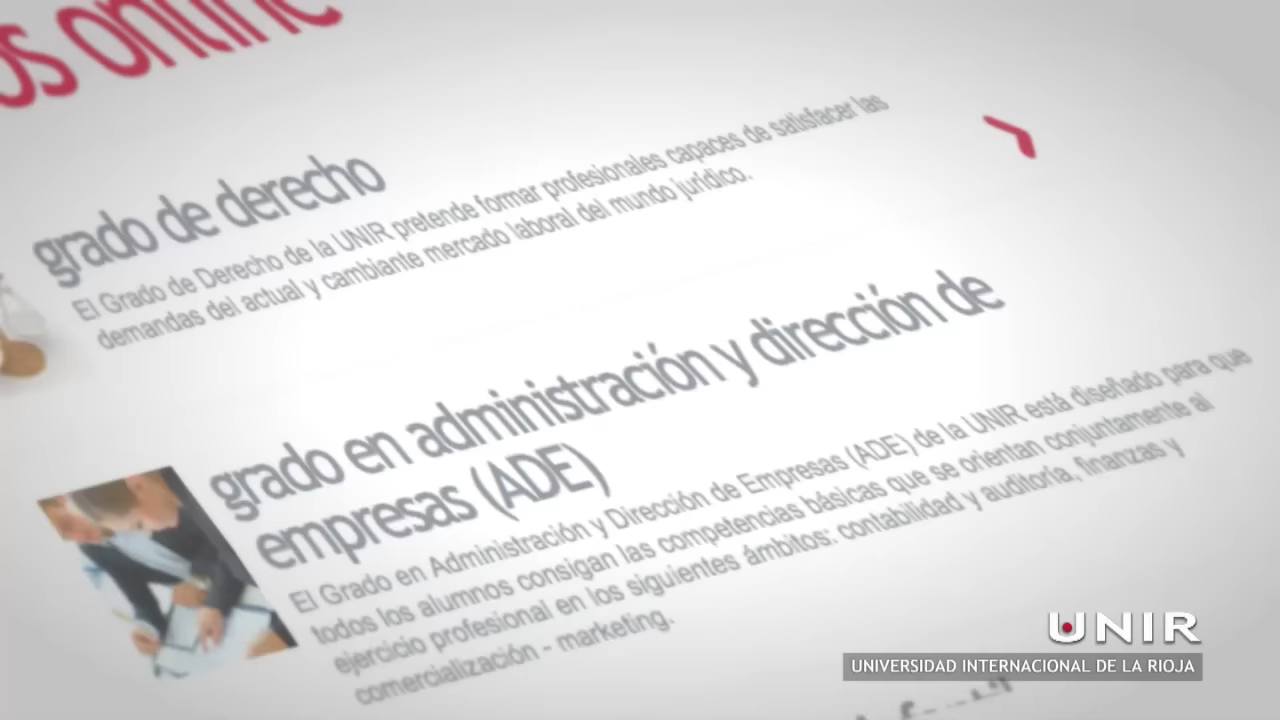 os online
grado de derecho
El Grado de Derecho de la UNIR pretende formar profesionales capaces de satisfacer las
demandas del actual y cambiante mercado laboral del mundo jurídico.
grado en administración y dirección de
empresas (ADE)
El Grado en Administración y Dirección de Empresas (ADE) de la UNIR está diseñado para que
todos los alumnos consigan las competencias básicas que se orientan conjuntamente al
ejercicio profesional en los siguientes ámbitos: contabilidad y auditoría, finanzas y
comercialización - marketing.
UNIR
UNIVERSIDAD INTERNACIONAL DE LA RIOJA